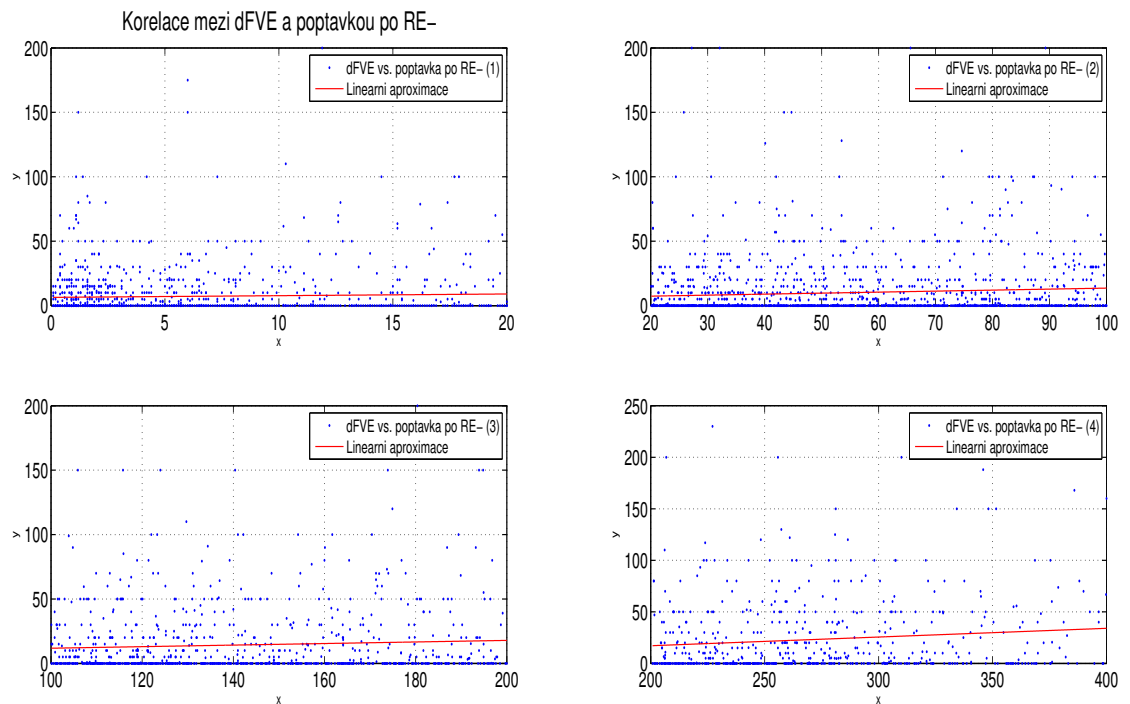 Korelace mezi dFVE a poptavkou po RE−
200
150
100
50
0
0 5 10 15 20
x
y
dFVE vs. poptavka po RE− (1)
Linearni aproximace
200
150
100
50
0
20 30 40 50 60 70 80 90 100
x
y
dFVE vs. poptavka po RE− (2)
Linearni aproximace
200
150
100
50
0
100 120 140 160 180 200
x
y
dFVE vs. poptavka po RE− (3)
Linearni aproximace
250
200
150
100
50
0
200 250 300 350 400
x
y
dFVE vs. poptavka po RE− (4)
Linearni aproximace